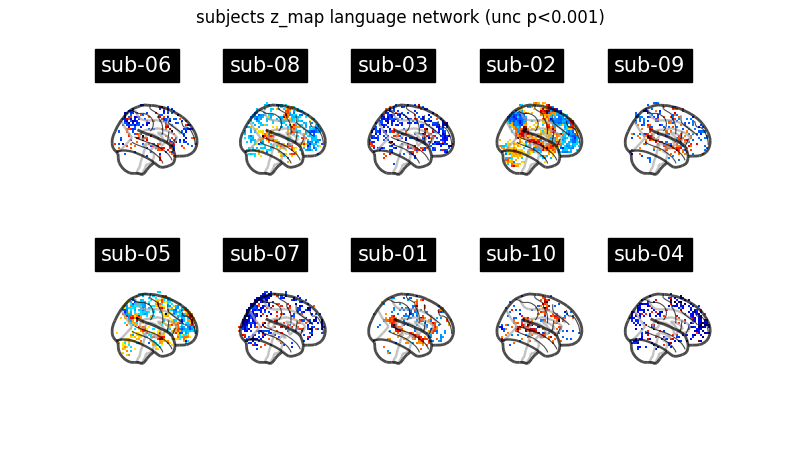 subjects z_map language network (unc p<0.001)
sub-06
sub-08
sub-03
sub-02
sub-09
sub-05
sub-07
sub-01
sub-10
sub-04